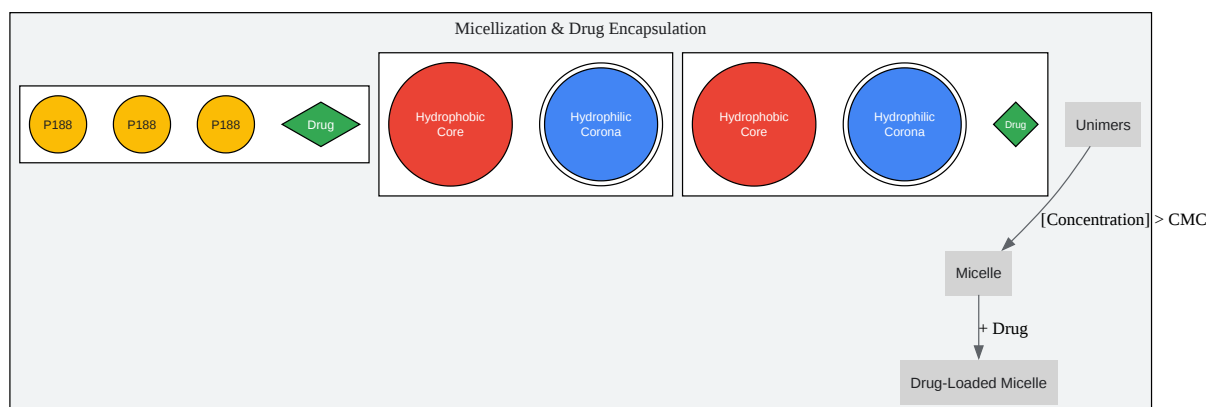 Micellization & Drug Encapsulation
P188
P188
P188
Drug
Hydrophobic
Core
Hydrophilic
Corona
Hydrophobic
Core
Hydrophilic
Corona
Drug
Unimers
[Concentration] > CMC
Micelle
+ Drug
Drug-Loaded Micelle